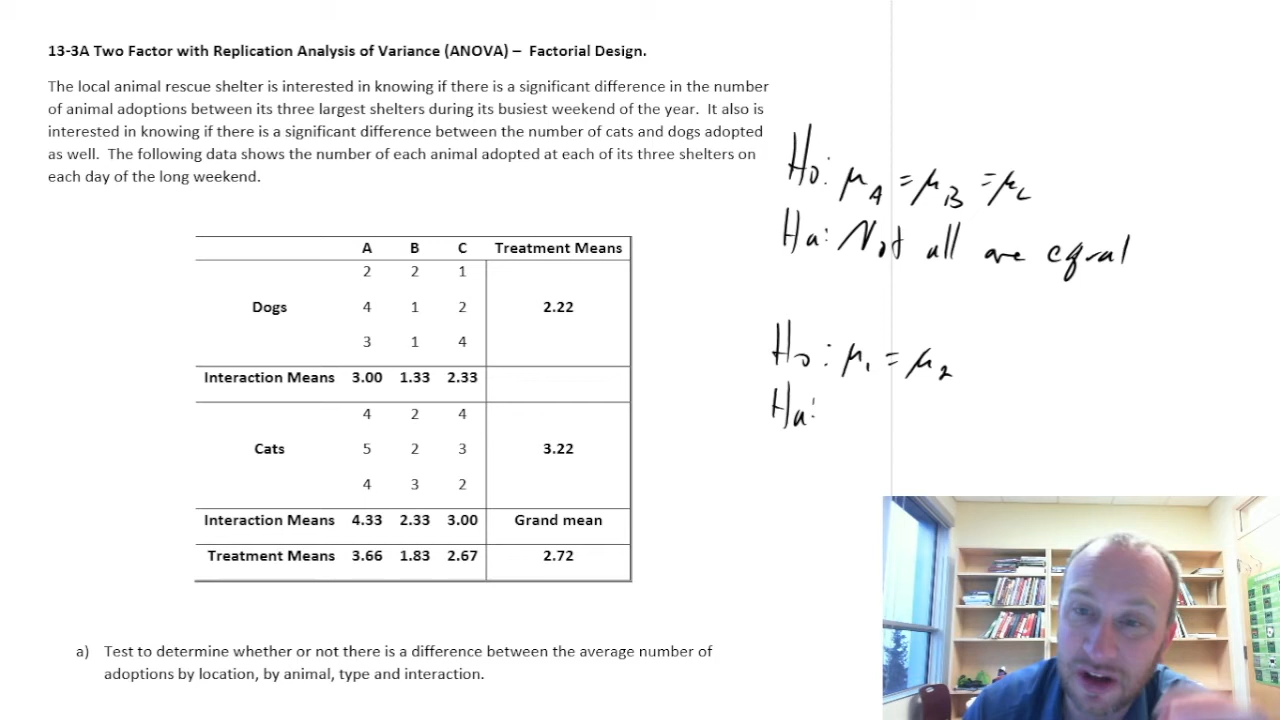 13-3A Two Factor with Replication Analysis of Variance (ANOVA) – Factorial Design.
The local animal rescue shelter is interested in knowing if there is a significant difference in the number
of animal adoptions between its three largest shelters during its busiest weekend of the year. It also is
interested in knowing if there is a significant difference between the number of cats and dogs adopted
as well. The following data shows the number of each animal adopted at each of its three shelters on
each day of the long weekend.
A B C Treatment Means
2 2 1
Dogs 4 1 2 2.22
3 1 4
Interaction Means 3.00 1.33 2.33
4 2 4
Cats 5 2 3 3.22
4 3 2
Interaction Means 4.33 2.33 3.00 Grand mean
Treatment Means 3.66 1.83 2.67 2.72
a) Test to determine whether or not there is a difference between the average number of
adoptions by location, by animal, type and interaction.
Ho: μA = μB = μC
Ha: Not all are equal
Ho: μ1 = μ2
Ha: